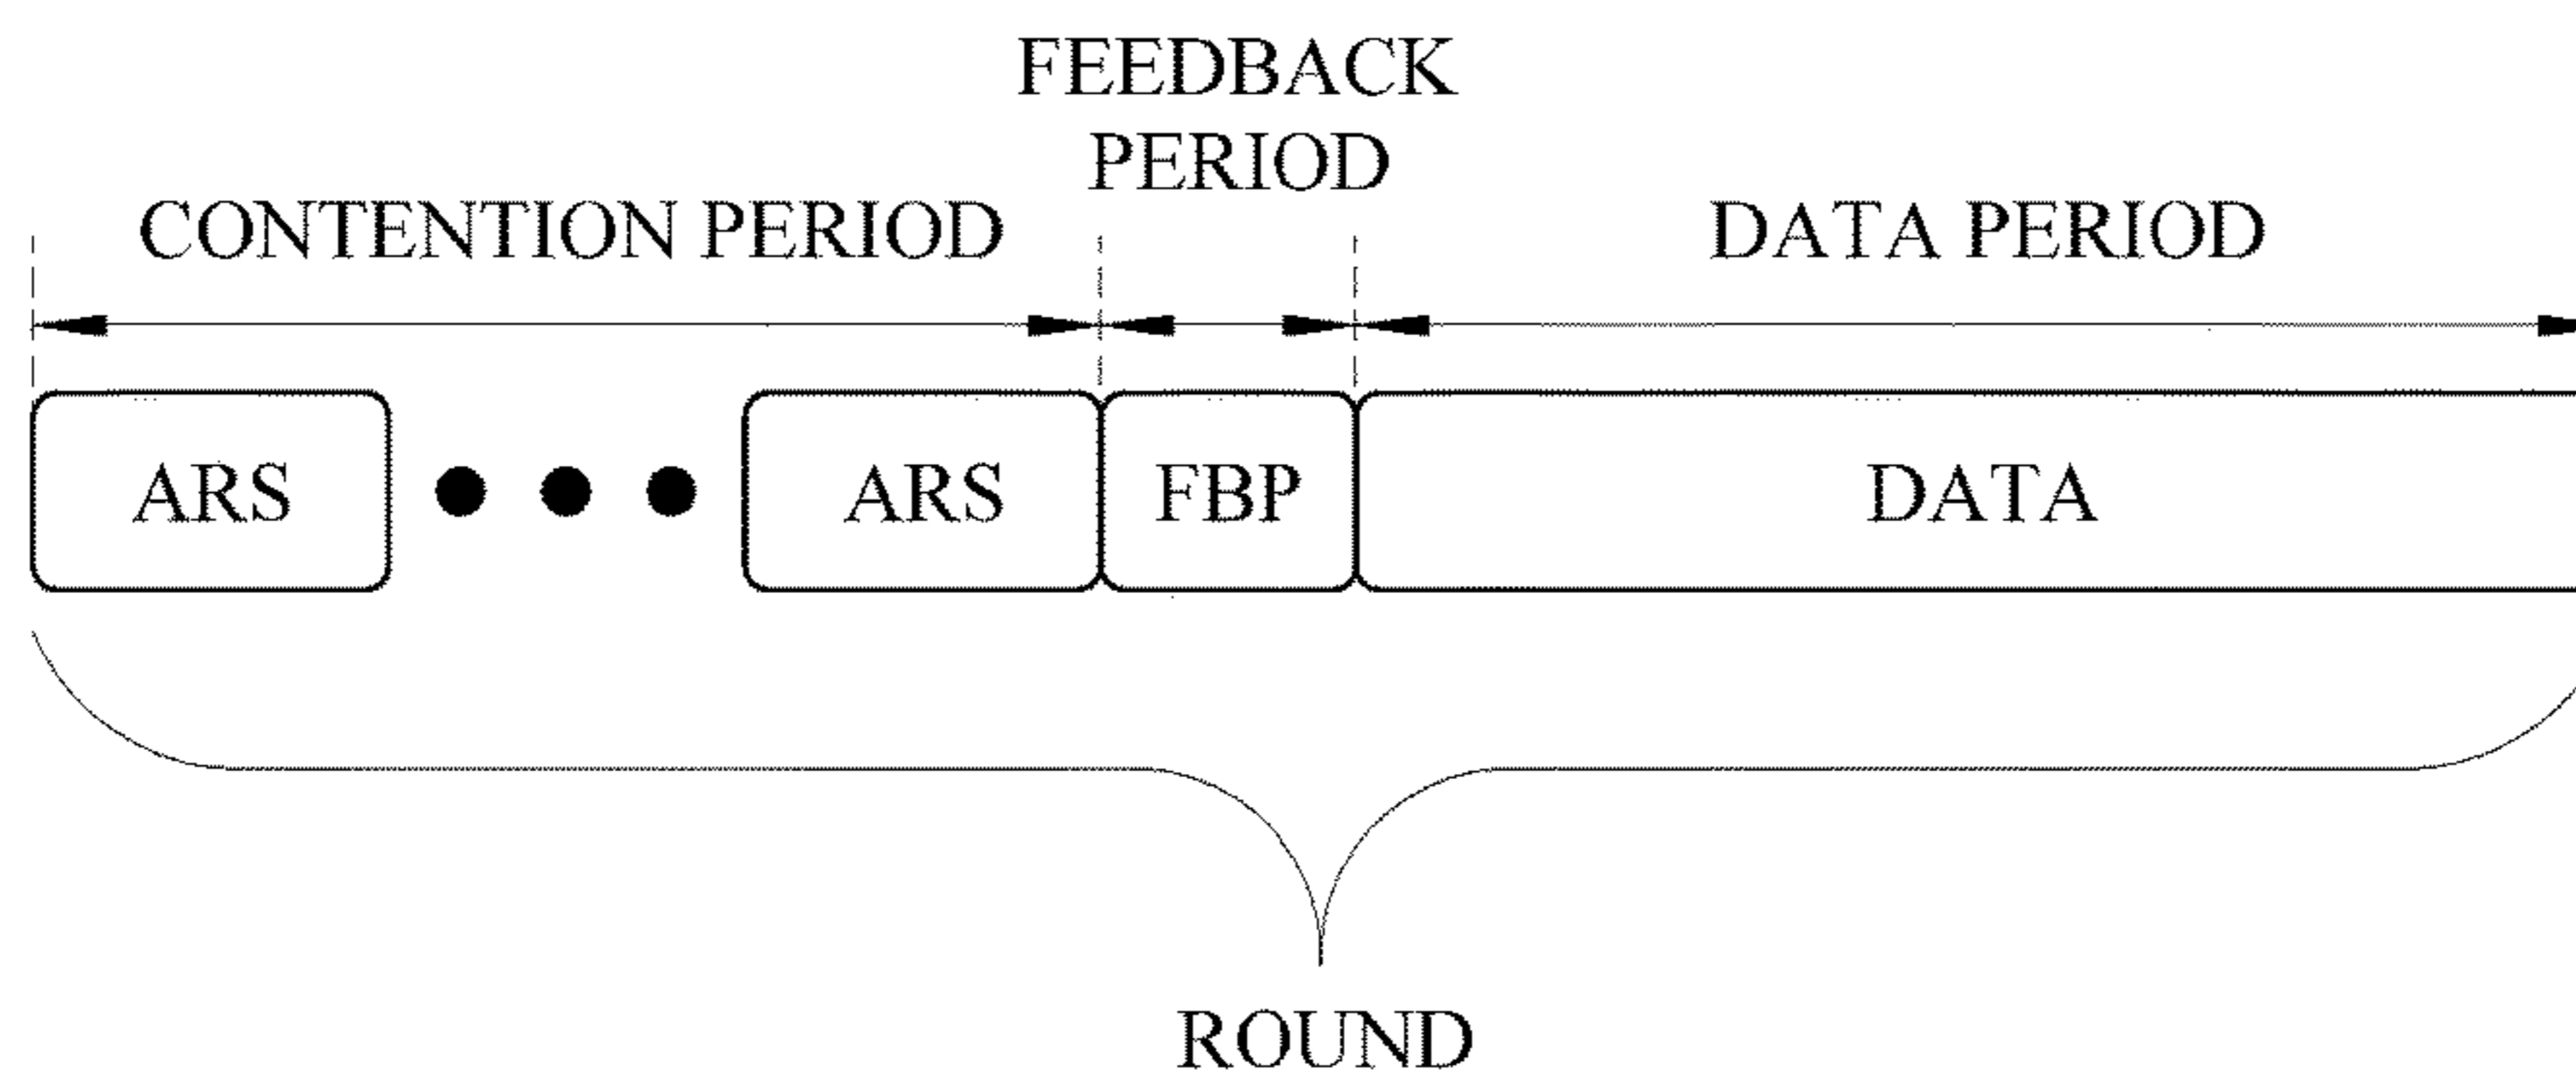 FEEDBACK
PERIOD
CONTENTION PERIOD
DATA PERIOD
ARS
ARS
FBP
DATA
ROUND